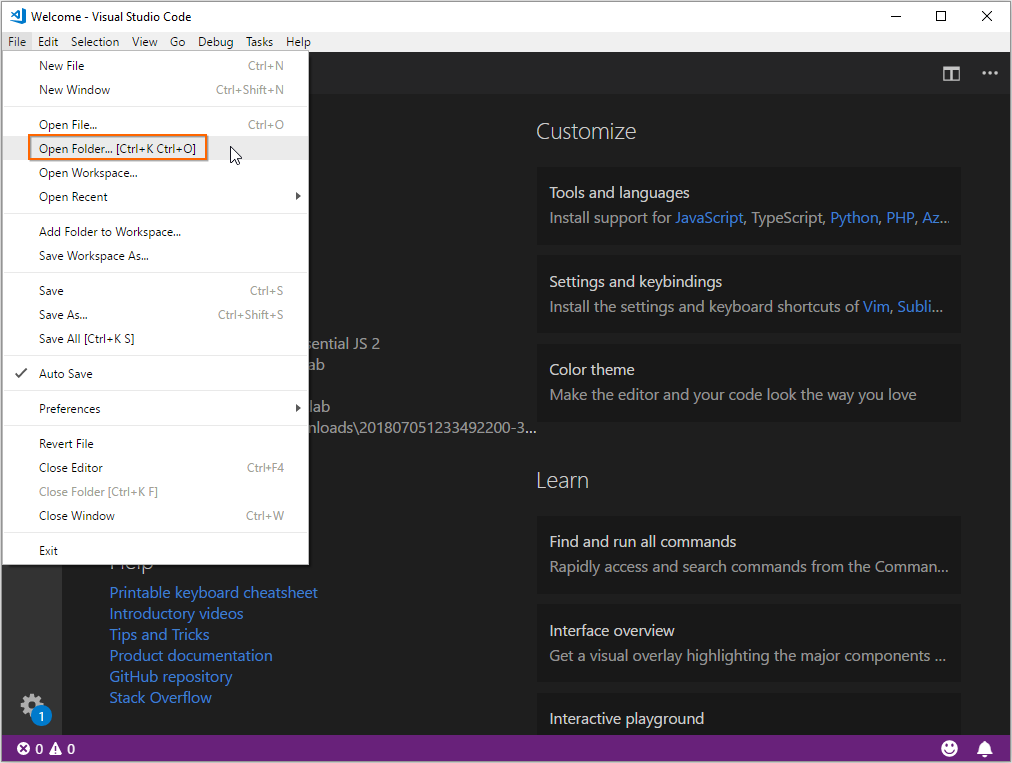 Welcome - Visual Studio Code
File Edit Selection View Go Debug Tasks Help
New File Ctrl+N
New Window Ctrl+Shift+N
Open File... Ctrl+O
Open Folder... [Ctrl+K Ctrl+O]
Open Workspace...
Open Recent
Add Folder to Workspace...
Save Workspace As...
Save Ctrl+S
Save As... Ctrl+Shift+S
Save All [Ctrl+K S]
Auto Save
Preferences
Revert File
Close Editor Ctrl+F4
Close Folder [Ctrl+K F]
Close Window Ctrl+W
Exit
sential JS 2
ab
lab
nloads\201807051233492200-3...
Help
Printable keyboard cheatsheet
Introductory videos
Tips and Tricks
Product documentation
GitHub repository
Stack Overflow
Customize
Tools and languages
Install support for JavaScript, TypeScript, Python, PHP, Az...
Settings and keybindings
Install the settings and keyboard shortcuts of Vim, Subli...
Color theme
Make the editor and your code look the way you love
Learn
Find and run all commands
Rapidly access and search commands from the Comman...
Interface overview
Get a visual overlay highlighting the major components ...
Interactive playground
1
0 0